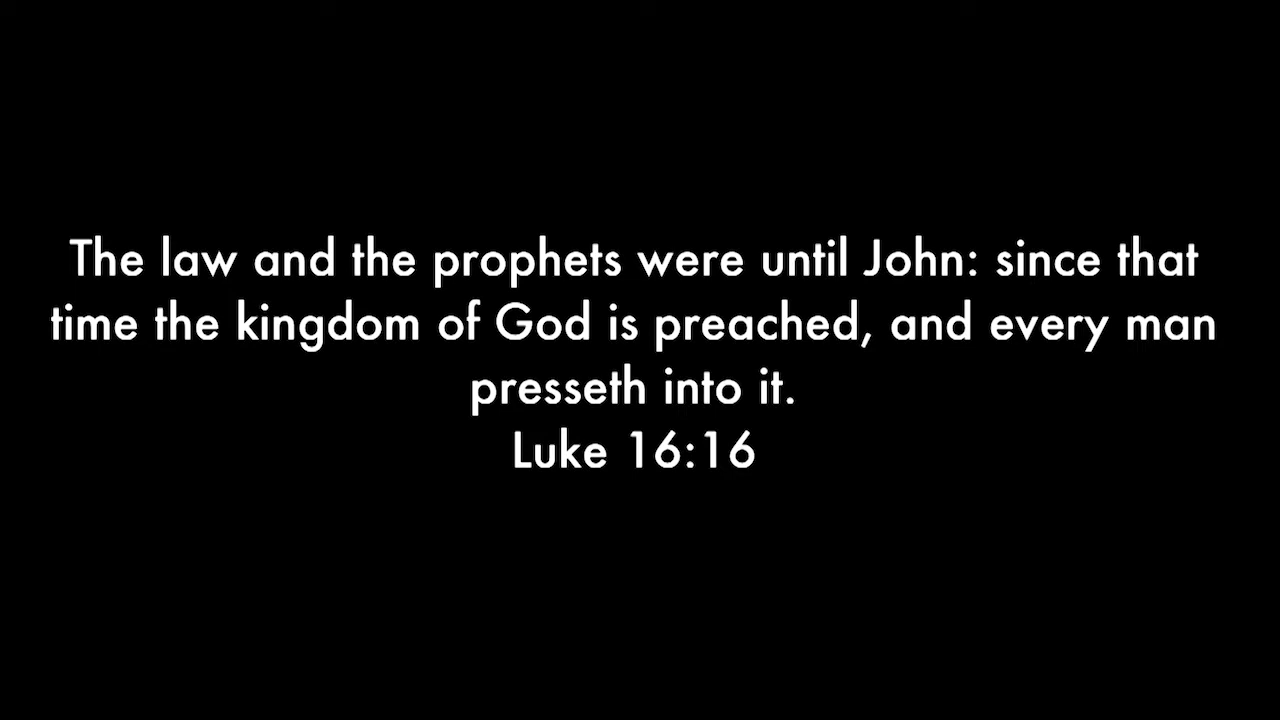 The law and the prophets were until John: since that
time the kingdom of God is preached, and every man
presseth into it.
Luke 16:16